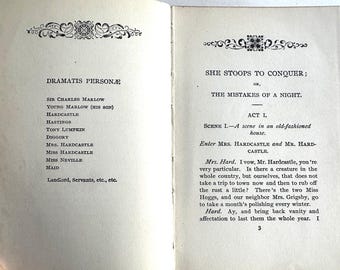 DRAMATIS PERSONÆ
SIR CHARLES MARLOW
YOUNG MARLOW (HIS SON)
HARDCASTLE
HASTINGS
TONY LUMPKIN
DIGGORY
MRS. HARDCASTLE
MISS HARDCASTLE
MISS NEVILLE
MAID
Landlord, Servants, etc., etc.
SHE STOOPS TO CONQUER;
OR,
THE MISTAKES OF A NIGHT.
ACT I.
SCENE I.—A scene in an old-fashioned
house.
Enter MRS. HARDCASTLE and MR. HARD-
CASTLE.
Mrs. Hard. I vow, Mr. Hardcastle, you're
very particular. Is there a creature in the
whole country, but ourselves, that does not
take a trip to town now and then to rub off
the rust a little? There's the two Miss
Hoggs, and our neighbor, Mrs. Grigsby, go
to take a month's polishing every winter.
Hard. Ay, and bring back vanity and
affectation to last them the whole year. I
3